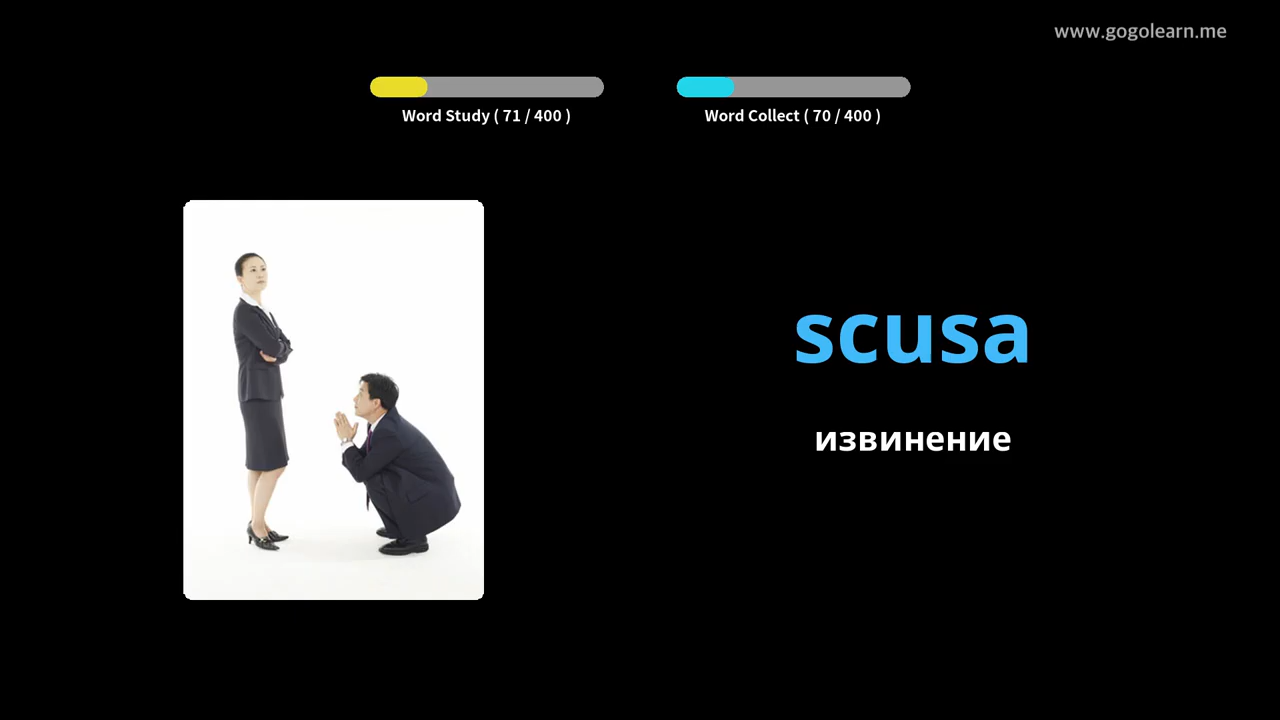 www.gogolearn.me
Word Study ( 71 / 400 )
Word Collect ( 70 / 400 )
scusa
извинение